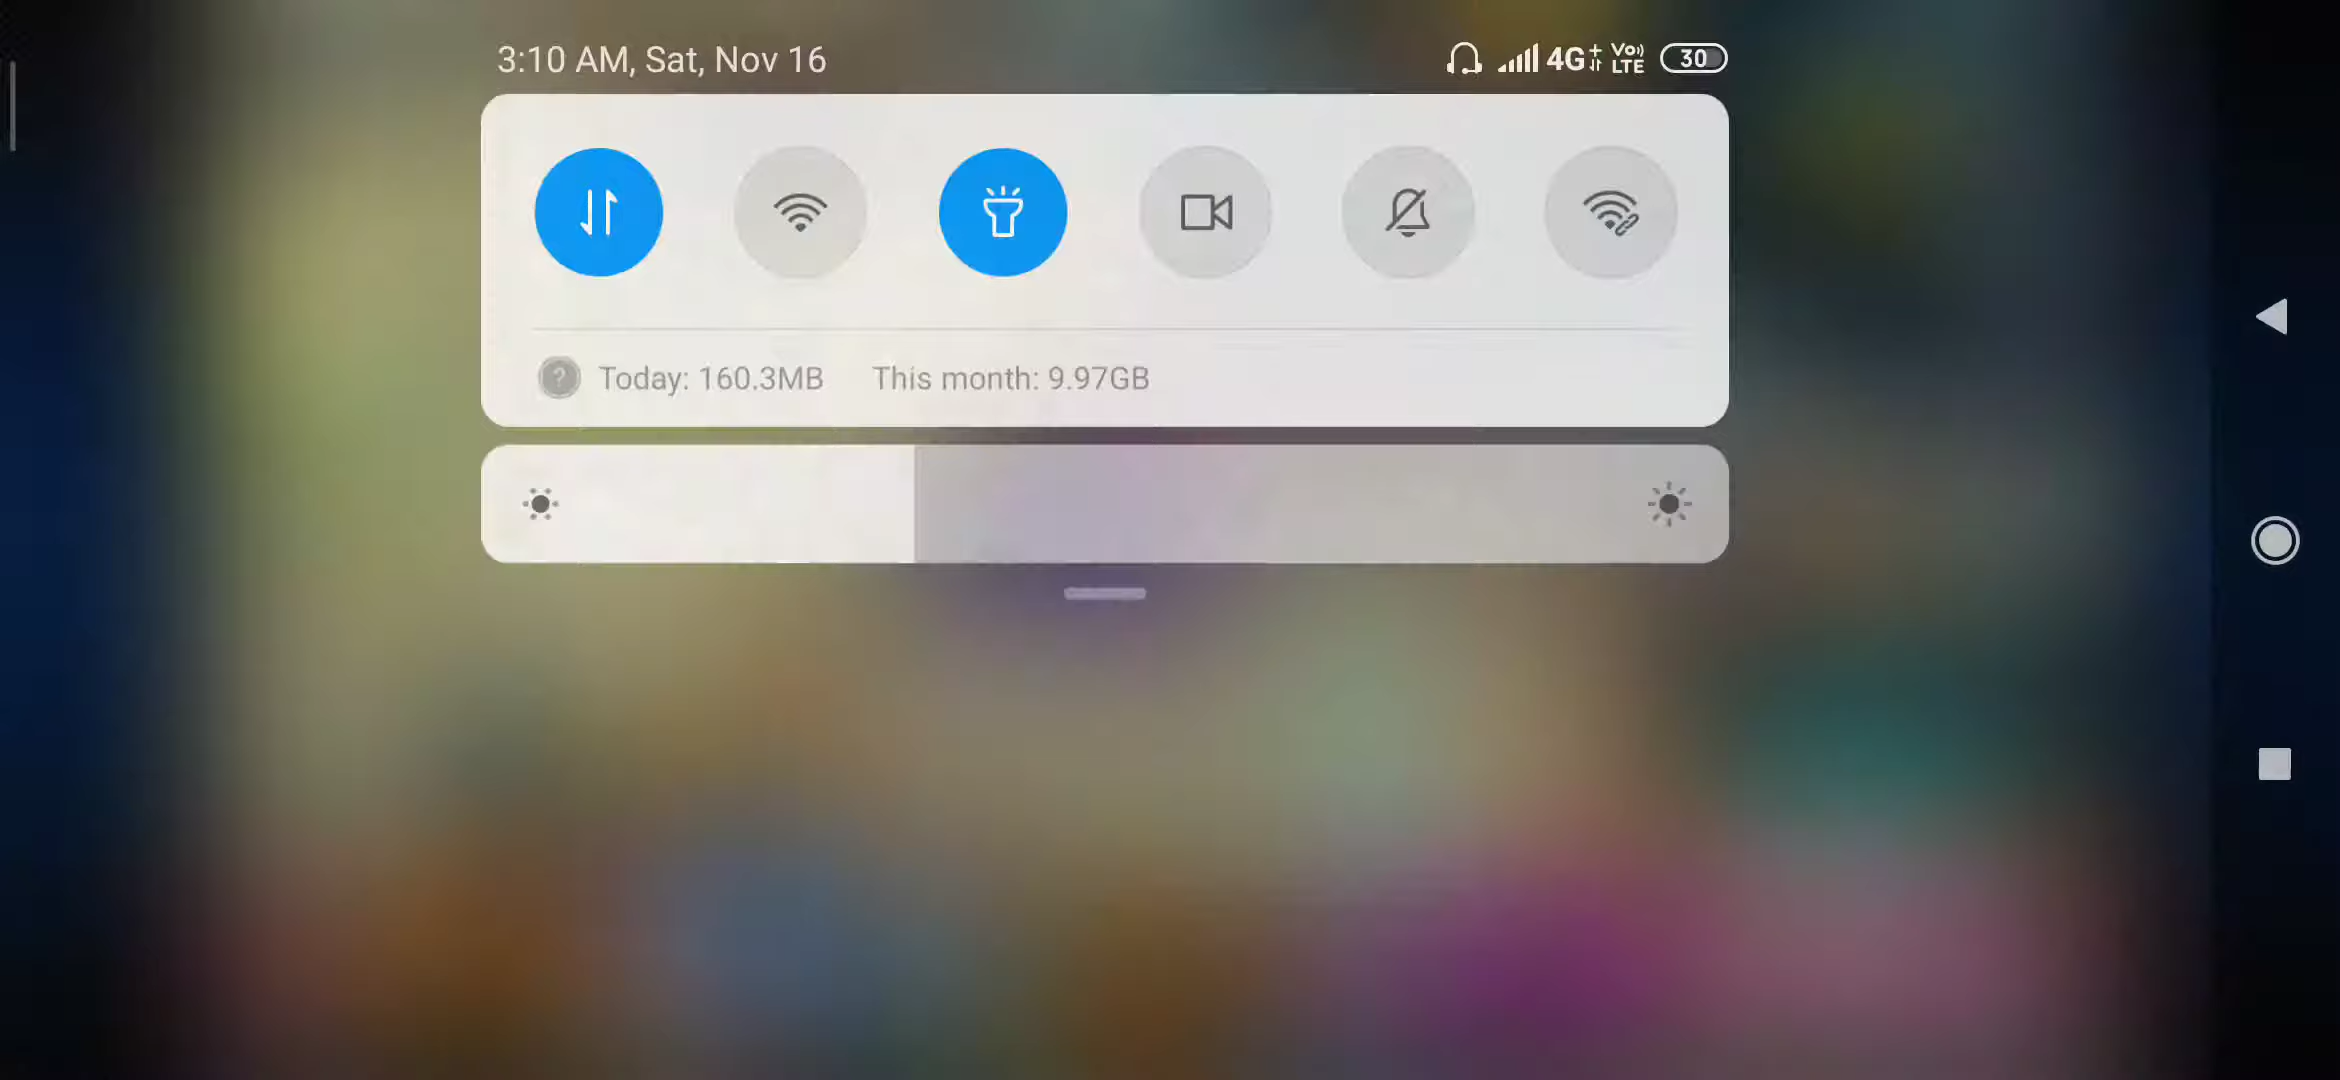 3:10 AM, Sat, Nov 16
4G+ Vo) LTE 30
Today: 160.3MB This month: 9.97GB